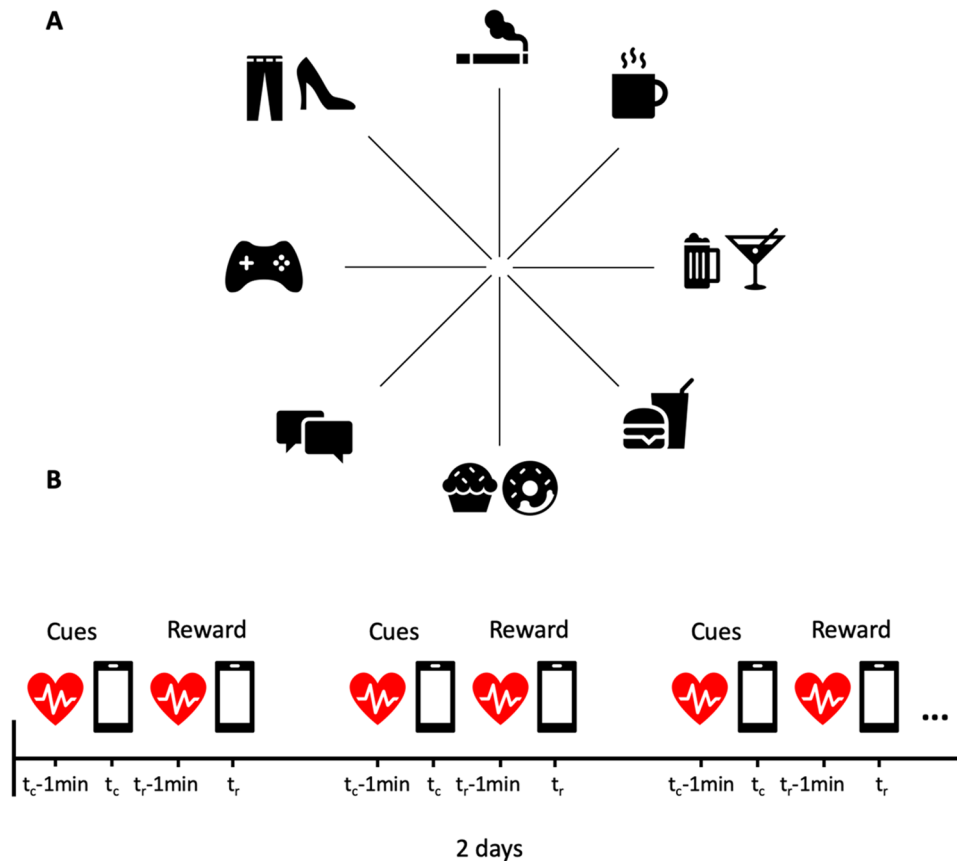 A
B
Cues Reward Cues Reward Cues Reward
...
tc-1min tc tr-1min tr tc-1min tc tr-1min tr tc-1min tc tr-1min tr
2 days